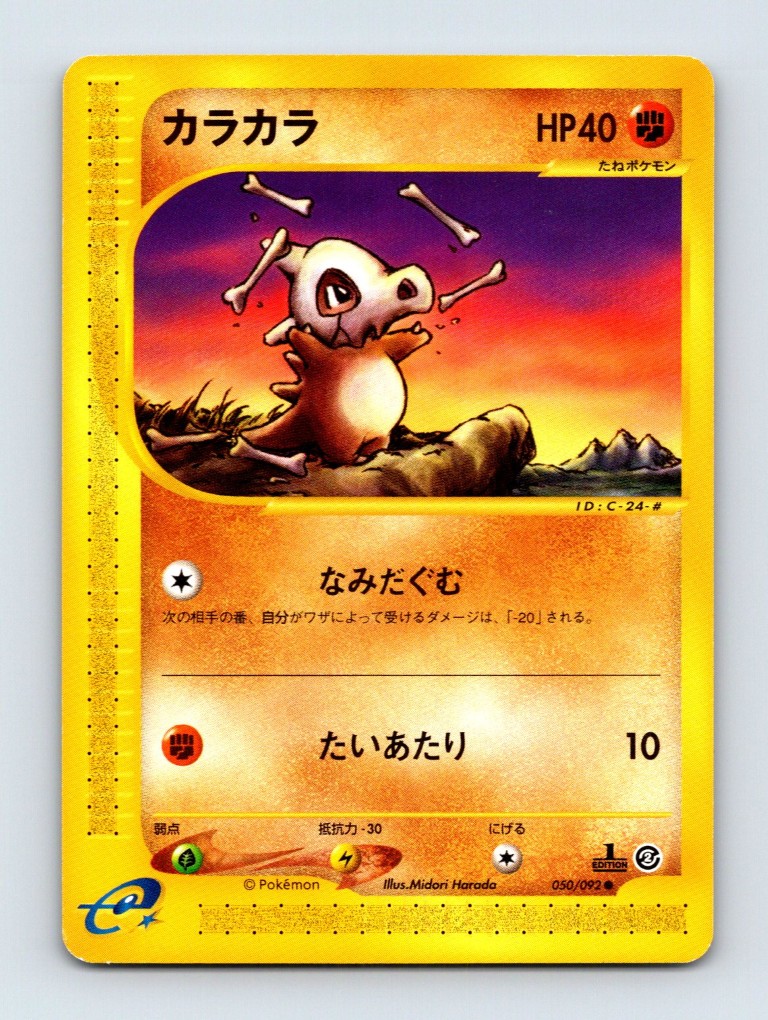 カラカラ HP40
たねポケモン
ID:C-24-#
なみだぐむ
次の相手の番、自分がワザによって受けるダメージは、「-20」される。
たいあたり 10
弱点 抵抗力-30 にげる
1 EDITION 2
© Pokémon Illus.Midori Harada 050/092●
e